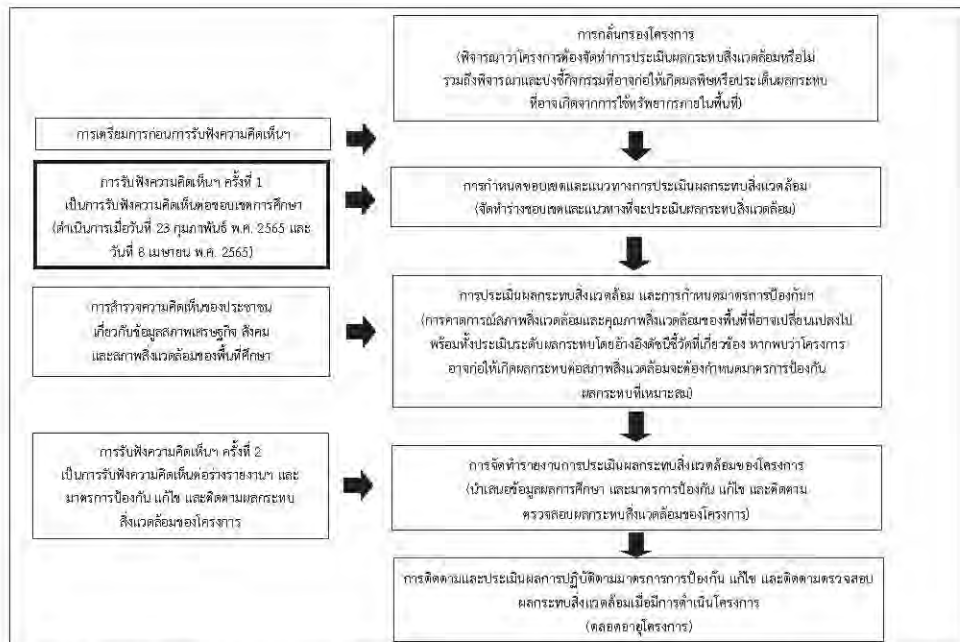 การกลั่นกรองโครงการ
(พิจารณาว่าโครงการต้องจัดทำการประเมินผลกระทบสิ่งแวดล้อมหรือไม่
รวมถึงพิจารณาและบ่งชี้กิจกรรมที่อาจก่อให้เกิดมลพิษหรือประเด็นผลกระทบ
ที่อาจเกิดจากการใช้ทรัพยากรภายในพื้นที่)
การเตรียมการก่อนการรับฟังความคิดเห็นฯ
การรับฟังความคิดเห็นฯ ครั้งที่ 1
เป็นการรับฟังความคิดเห็นต่อขอบเขตการศึกษา
(ดำเนินการเมื่อวันที่ 23 กุมภาพันธ์ พ.ศ. 2565 และ
วันที่ 8 เมษายน พ.ศ. 2565)
การกำหนดขอบเขตและแนวทางการประเมินผลกระทบสิ่งแวดล้อม
(จัดทำร่างขอบเขตและแนวทางที่จะประเมินผลกระทบสิ่งแวดล้อม)
การสำรวจความคิดเห็นของประชาชน
เกี่ยวกับข้อมูลสภาพเศรษฐกิจ สังคม
และสภาพสิ่งแวดล้อมของพื้นที่ศึกษา
การประเมินผลกระทบสิ่งแวดล้อม และการกำหนดมาตรการป้องกันฯ
(การคาดการณ์สภาพสิ่งแวดล้อมและคุณภาพสิ่งแวดล้อมของพื้นที่ที่อาจเปลี่ยนแปลงไป
พร้อมทั้งประเมินระดับผลกระทบโดยอ้างอิงดัชนีชี้วัดที่เกี่ยวข้อง หากพบว่าโครงการ
อาจก่อให้เกิดผลกระทบต่อสภาพสิ่งแวดล้อมจะต้องกำหนดมาตรการป้องกัน
ผลกระทบที่เหมาะสม)
การรับฟังความคิดเห็นฯ ครั้งที่ 2
เป็นการรับฟังความคิดเห็นต่อร่างรายงานฯ และ
มาตรการป้องกัน แก้ไข และติดตามผลกระทบ
สิ่งแวดล้อมของโครงการ
การจัดทำรายงานการประเมินผลกระทบสิ่งแวดล้อมของโครงการ
(นำเสนอข้อมูลผลการศึกษา และมาตรการป้องกัน แก้ไข และติดตาม
ตรวจสอบผลกระทบสิ่งแวดล้อมของโครงการ)
การติดตามและประเมินผลการปฏิบัติตามมาตรการการป้องกัน แก้ไข และติดตามตรวจสอบ
ผลกระทบสิ่งแวดล้อมเมื่อมีการดำเนินโครงการ
(ตลอดอายุโครงการ)